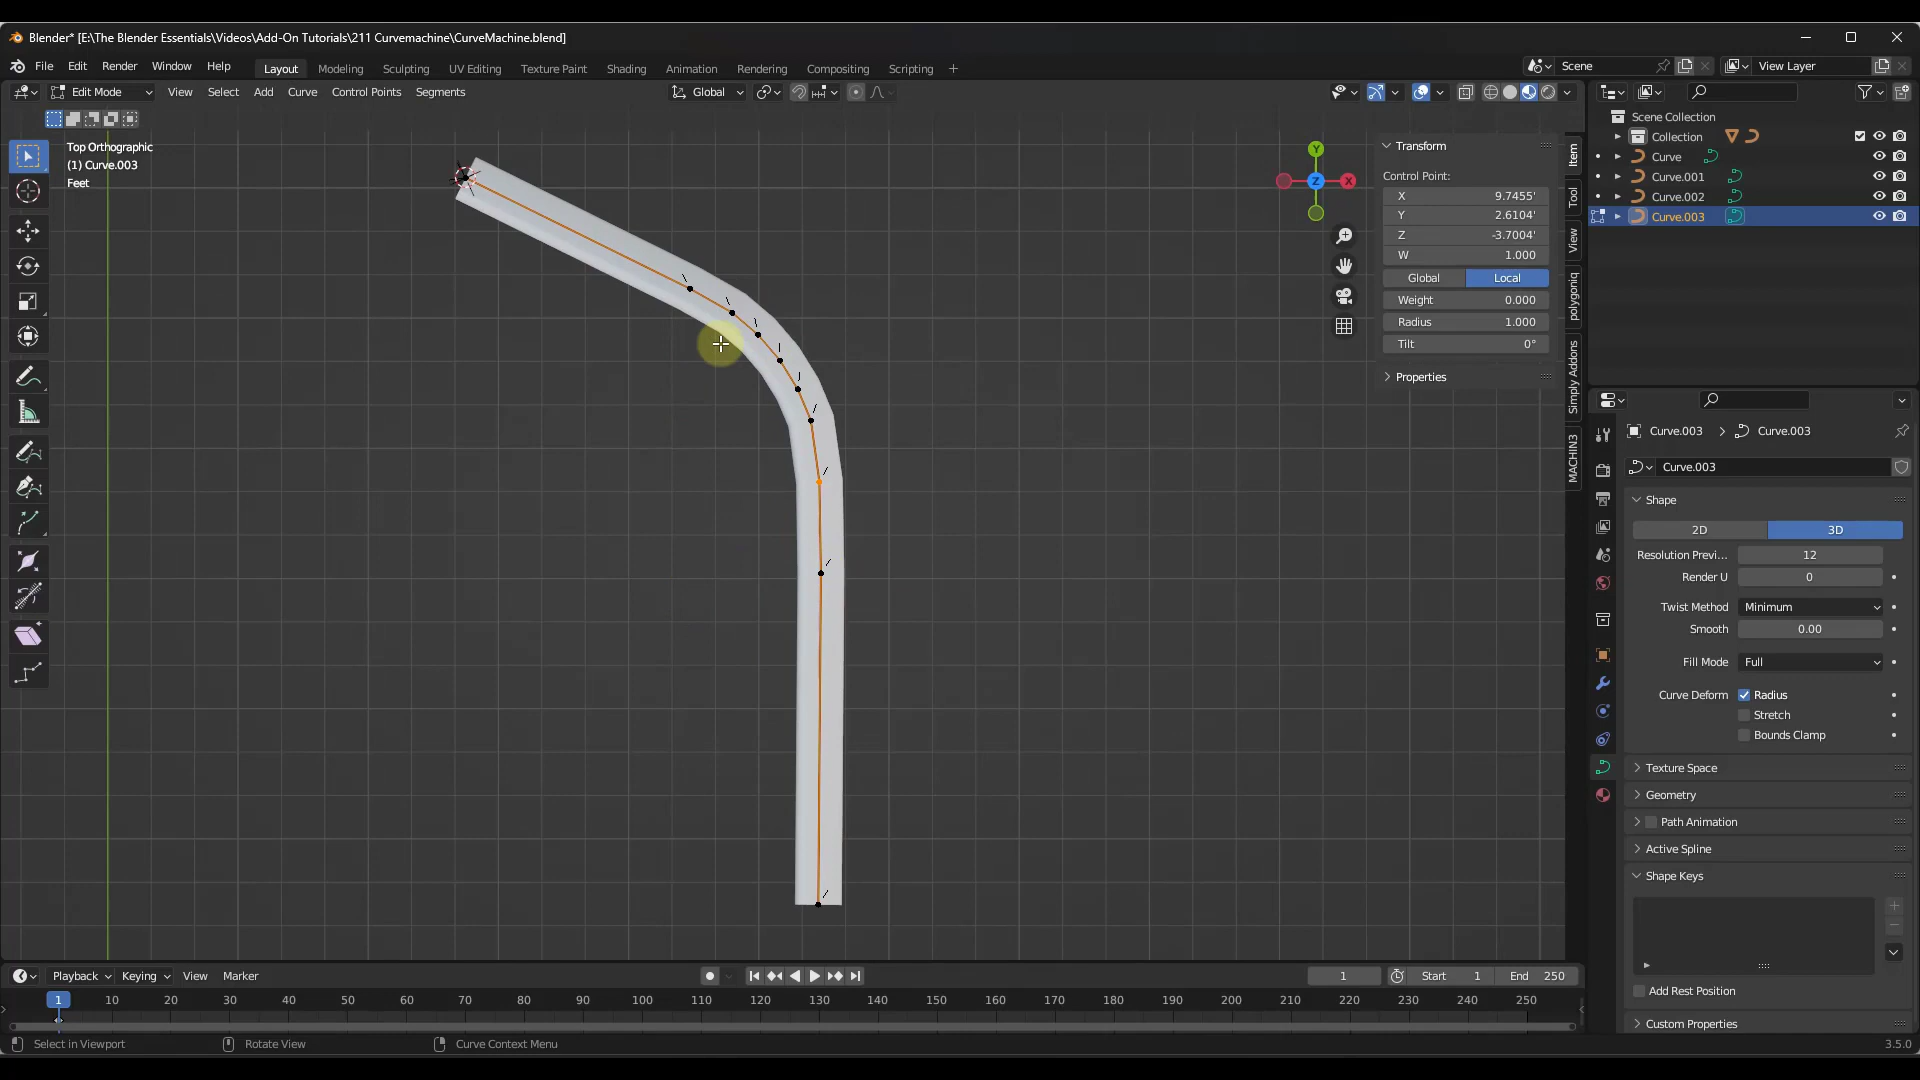 Blender* [E:\The Blender Essentials\Videos\Add-On Tutorials\211 Curvemachine\CurveMachine.blend]
File Edit Render Window Help Layout Modeling Sculpting UV Editing Texture Paint Shading Animation Rendering Compositing Scripting + Scene View Layer
Edit Mode View Select Add Curve Control Points Segments Global
Top Orthographic
(1) Curve.003
Feet
Y
Z
X
Transform
Control Point:
X 9.7455'
Y 2.6104'
Z -3.7004'
W 1.000
Global Local
Weight 0.000
Radius 1.000
Tilt 0°
Properties
Item
Tool
View
polygoniq
Simply Addons
MACHIN3
Scene Collection
Collection
Curve
Curve.001
Curve.002
Curve.003
Curve.003 > Curve.003
Curve.003
Shape
2D 3D
Resolution Previ... 12
Render U 0
Twist Method Minimum
Smooth 0.00
Fill Mode Full
Curve Deform Radius
Stretch
Bounds Clamp
Texture Space
Geometry
Path Animation
Active Spline
Shape Keys
Add Rest Position
Custom Properties
Playback Keying View Marker 1 Start 1 End 250
1 10 20 30 40 50 60 70 80 90 100 110 120 130 140 150 160 170 180 190 200 210 220 230 240 250
Select in Viewport Rotate View Curve Context Menu 3.5.0